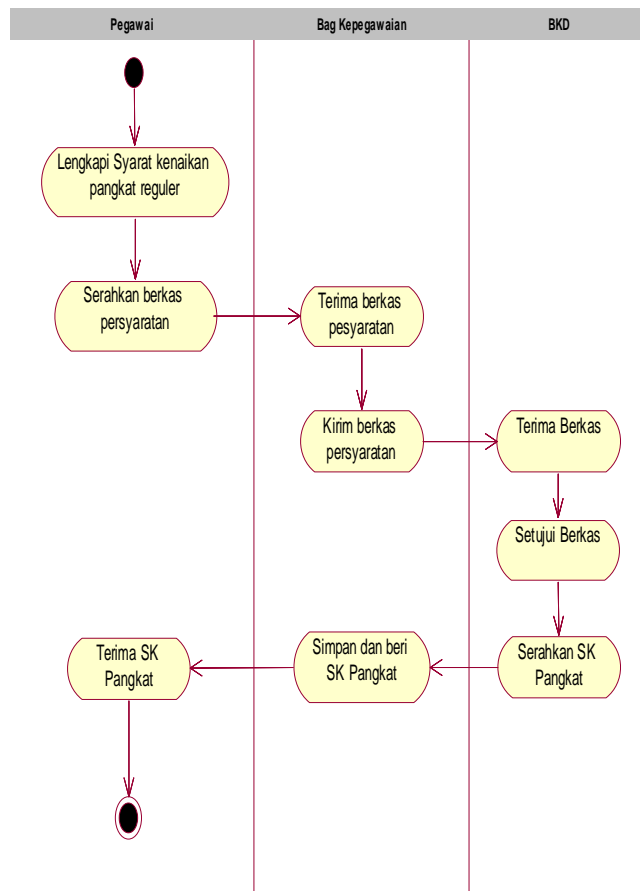 Pegawai
Bag Kepegawaian
BKD
Lengkapi Syarat kenaikan
pangkat reguler
Serahkan berkas
persyaratan
Terima berkas
pesyaratan
Kirim berkas
persyaratan
Terima Berkas
Setujui Berkas
Serahkan SK
Pangkat
Simpan dan beri
SK Pangkat
Terima SK
Pangkat